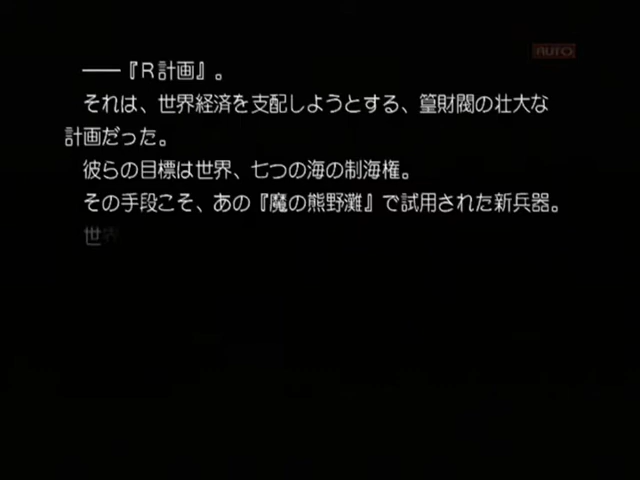 AUTO
――『Ｒ計画』。
それは、世界経済を支配しようとする、篁財閥の壮大な
計画だった。
彼らの目標は世界、七つの海の制海権。
その手段こそ、あの『魔の熊野灘』で試用された新兵器。
世界